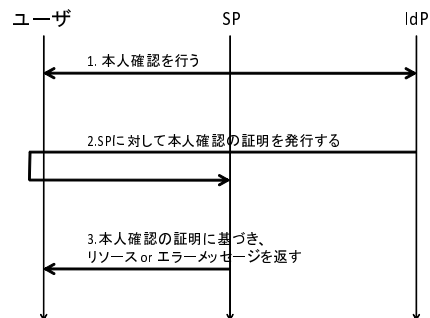 ユーザ
SP
IdP
1. 本人確認を行う
2.SPに対して本人確認の証明を発行する
3.本人確認の証明に基づき、
リソース or エラーメッセージを返す